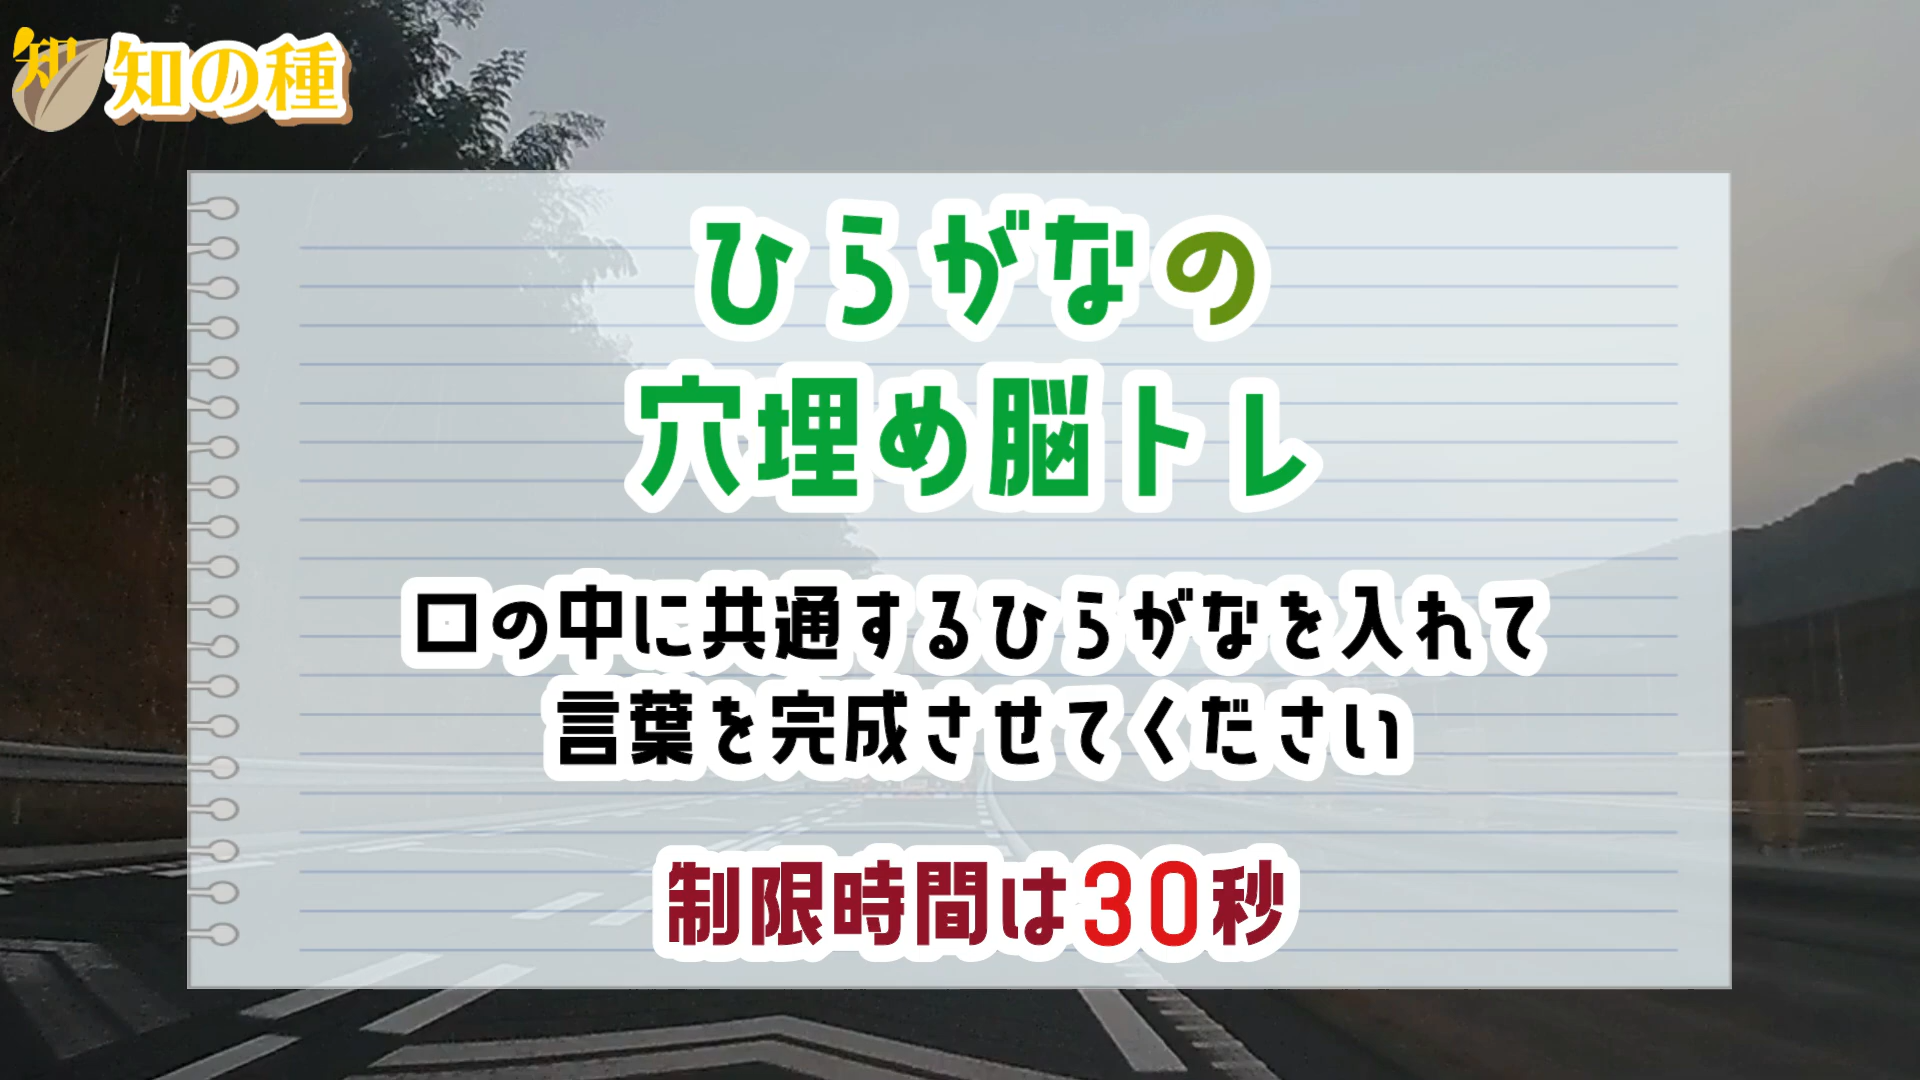 知 知の種
ひらがなの
穴埋め脳トレ
口の中に共通するひらがなを入れて
言葉を完成させてください
制限時間は30秒